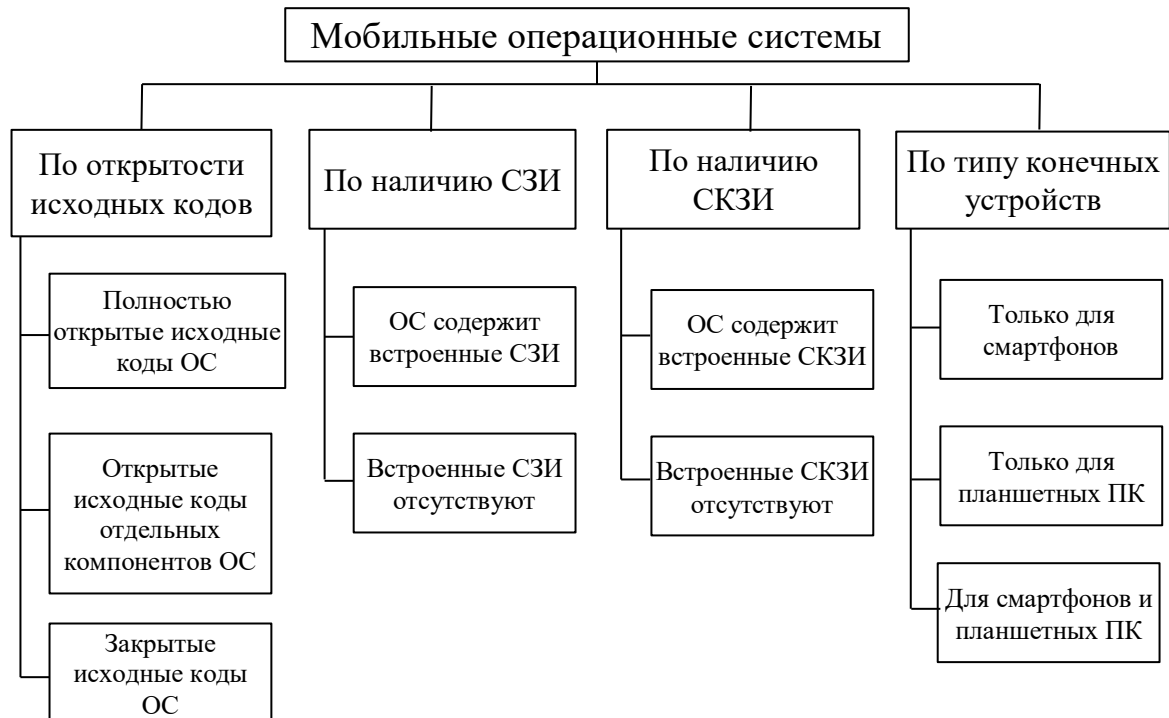 Мобильные операционные системы
По открытости
исходных кодов
Полностью
открытые исходные
коды ОС
Открытые
исходные коды
отдельных
компонентов ОС
Закрытые
исходные коды
ОС
По наличию СЗИ
ОС содержит
встроенные СЗИ
Встроенные СЗИ
отсутствуют
По наличию
СКЗИ
ОС содержит
встроенные СКЗИ
Встроенные СКЗИ
отсутствуют
По типу конечных
устройств
Только для
смартфонов
Только для
планшетных ПК
Для смартфонов и
планшетных ПК